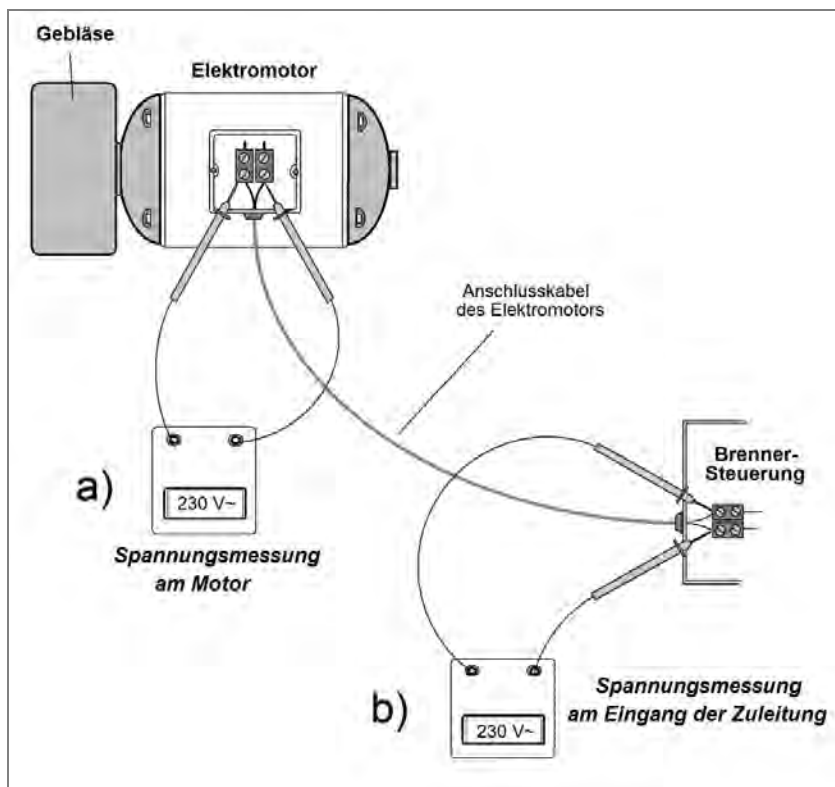 Gebläse
Elektromotor
Anschlusskabel
des Elektromotors
Brenner-
Steuerung
a)
230 V~
Spannungsmessung
am Motor
b)
230 V~
Spannungsmessung
am Eingang der Zuleitung